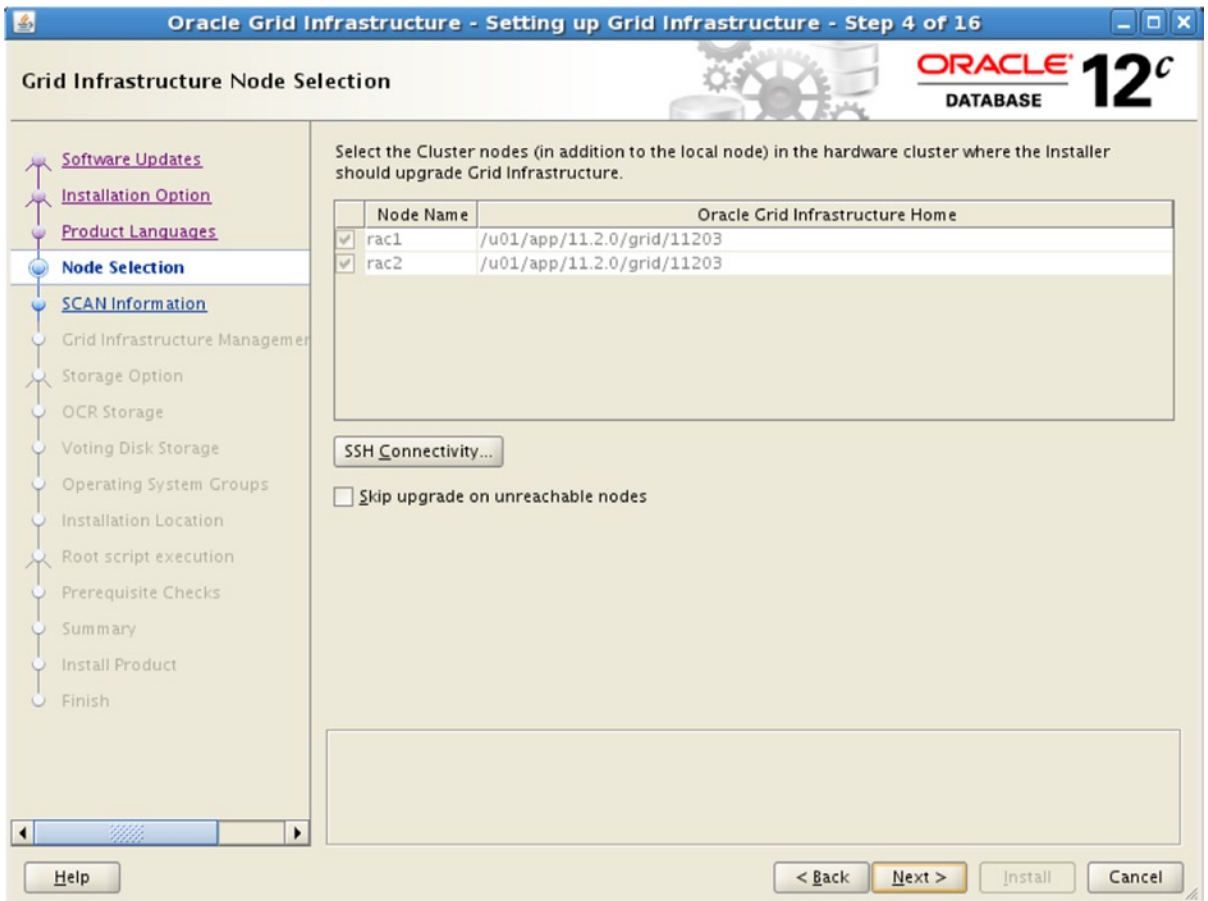 Oracle Grid Infrastructure - Setting up Grid Infrastructure - Step 4 of 16
Grid Infrastructure Node Selection
ORACLE
DATABASE
12c
Software Updates
Installation Option
Product Languages
Node Selection
SCAN Information
Grid Infrastructure Managemer
Storage Option
OCR Storage
Voting Disk Storage
Operating System Groups
Installation Location
Root script execution
Prerequisite Checks
Summary
Install Product
Finish
Select the Cluster nodes (in addition to the local node) in the hardware cluster where the Installer
should upgrade Grid Infrastructure.
Node Name Oracle Grid Infrastructure Home
rac1 /u01/app/11.2.0/grid/11203
rac2 /u01/app/11.2.0/grid/11203
SSH Connectivity...
Skip upgrade on unreachable nodes
Help < Back Next > Install Cancel